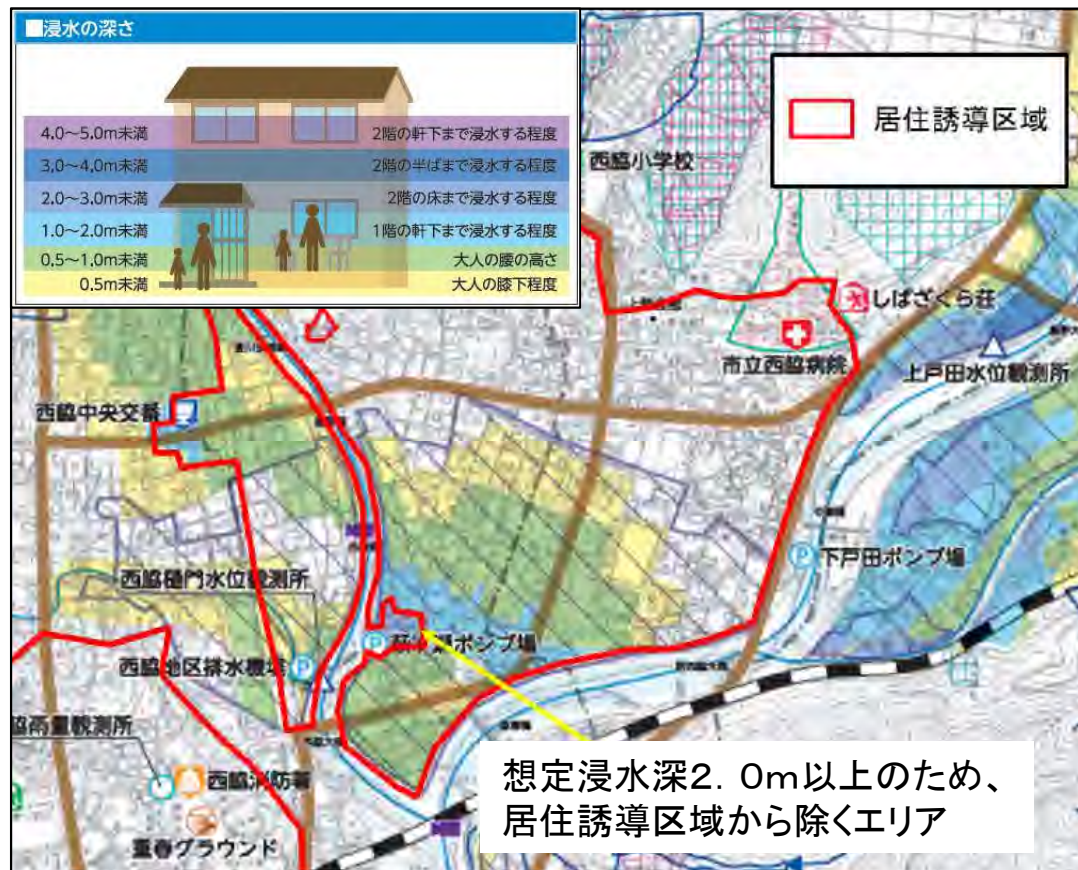 ■浸水の深さ
4.0～5.0m未満 2階の軒下まで浸水する程度
3.0～4.0m未満 2階の半ばまで浸水する程度
2.0～3.0m未満 2階の床まで浸水する程度
1.0～2.0m未満 1階の軒下まで浸水する程度
0.5～1.0m未満 大人の腰の高さ
0.5m未満 大人の膝下程度
居住誘導区域
西脇小学校
しばざくら荘
市立西脇病院
上戸田水位観測所
西脇中央交番
下戸田ポンプ場
西脇樋門水位観測所
P
ポンプ場
西脇地区排水機場
P
西脇消防署
重春グラウンド
想定浸水深2．0m以上のため、
居住誘導区域から除くエリア